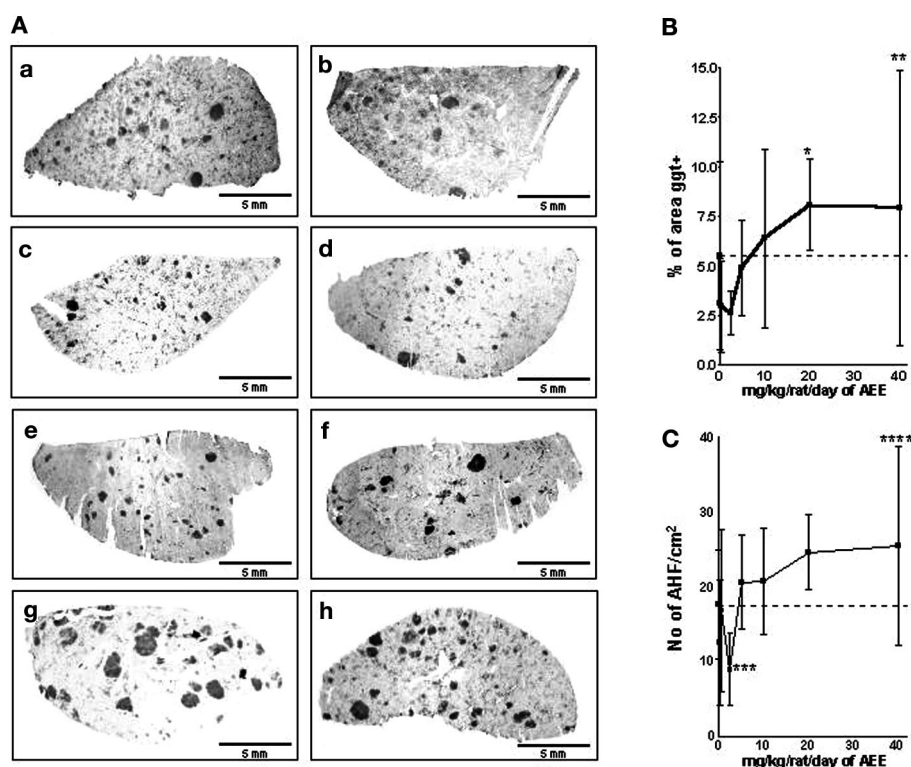 A
a
5 mm
b
5 mm
c
5 mm
d
5 mm
e
5 mm
f
5 mm
g
5 mm
h
5 mm
B
% of area ggt+
15.0
12.5
10.0
7.5
5.0
2.5
0.0
*
**
0 10 20 30 40
mg/kg/rat/day of AEE
C
No of AHF/cm²
40
30
20
10
0
***
****
0 10 20 30 40
mg/kg/rat/day of AEE